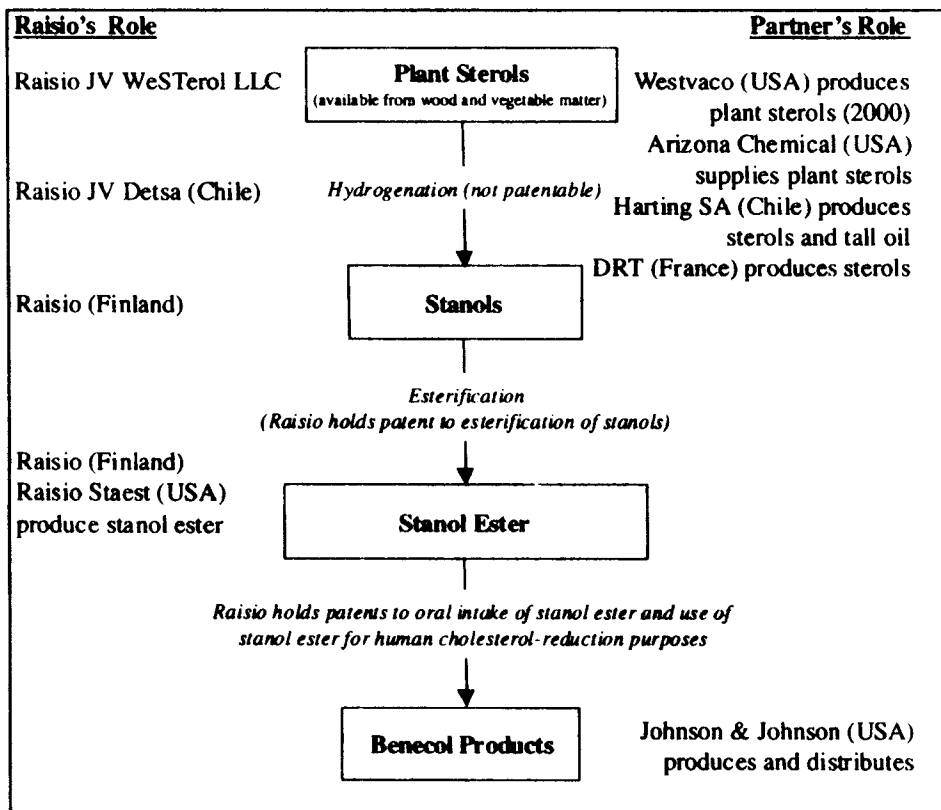 Raisio's Role
Partner's Role
Raisio JV WeSTerol LLC
Plant Sterols
(available from wood and vegetable matter)
Westvaco (USA) produces
plant sterols (2000)
Arizona Chemical (USA)
supplies plant sterols
Raisio JV Detsa (Chile)
Hydrogenation (not patentable)
Harting SA (Chile) produces
sterols and tall oil
DRT (France) produces sterols
Raisio (Finland)
Stanols
Esterification
(Raisio holds patent to esterification of stanols)
Raisio (Finland)
Raisio Staest (USA)
produce stanol ester
Stanol Ester
Raisio holds patents to oral intake of stanol ester and use of
stanol ester for human cholesterol-reduction purposes
Benecol Products
Johnson & Johnson (USA)
produces and distributes